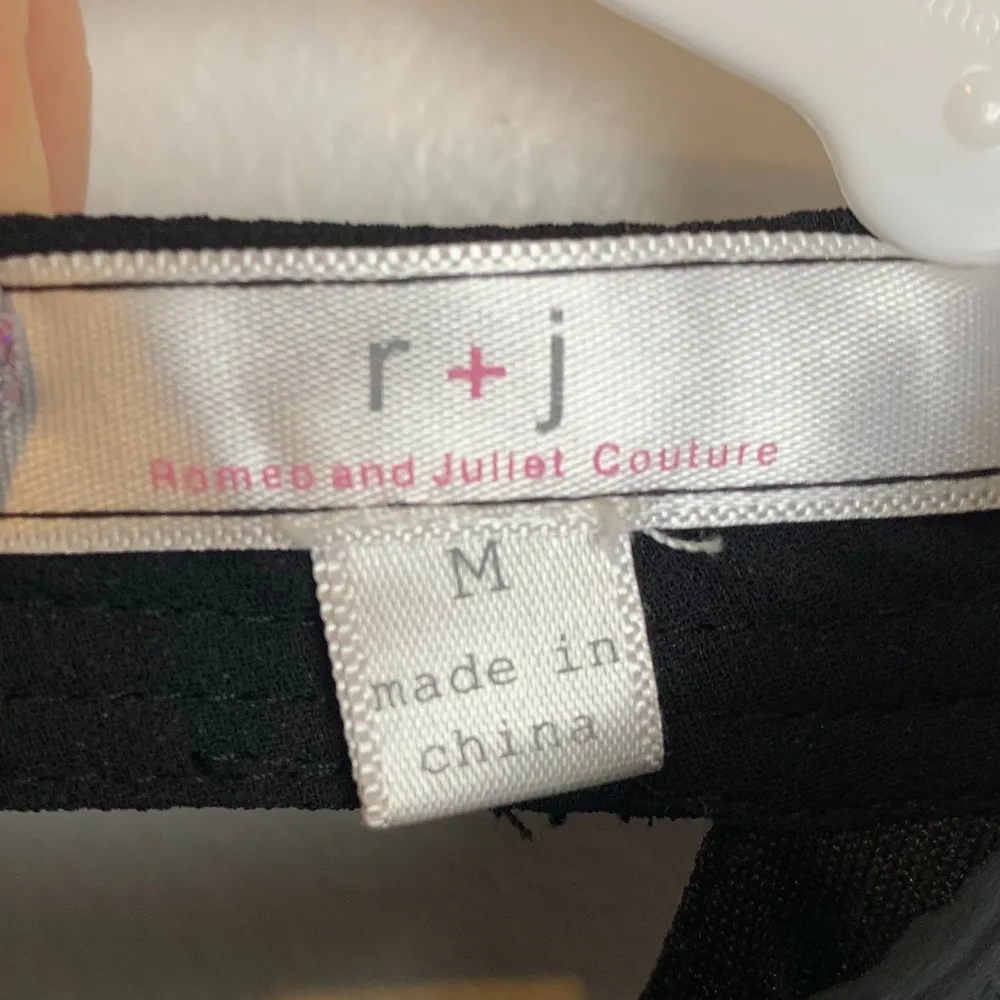 r + j
Romeo and Juliet Couture
M
made in
china